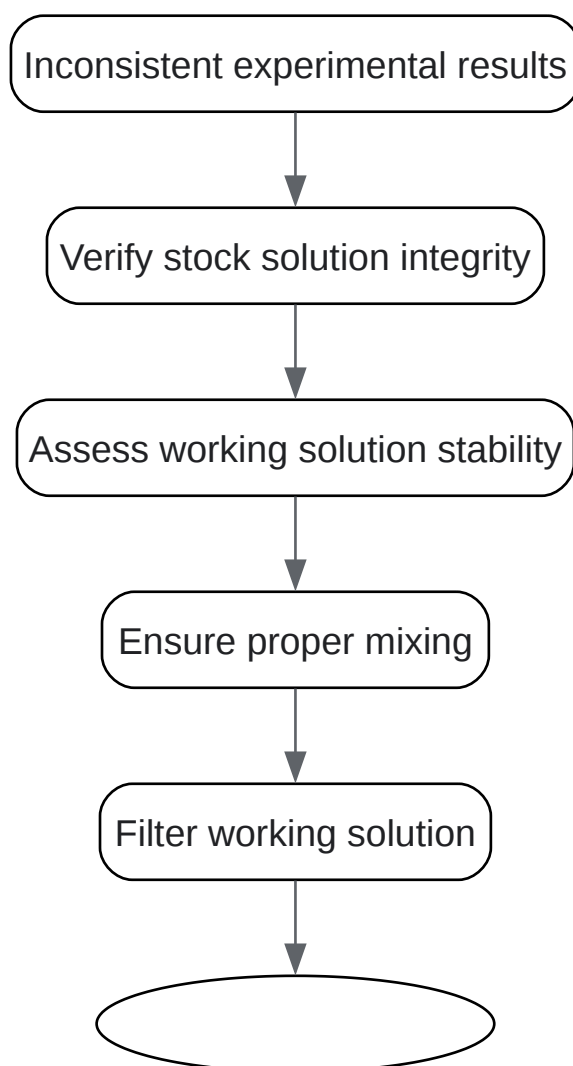 Inconsistent experimental results
Verify stock solution integrity
Assess working solution stability
Ensure proper mixing
Filter working solution